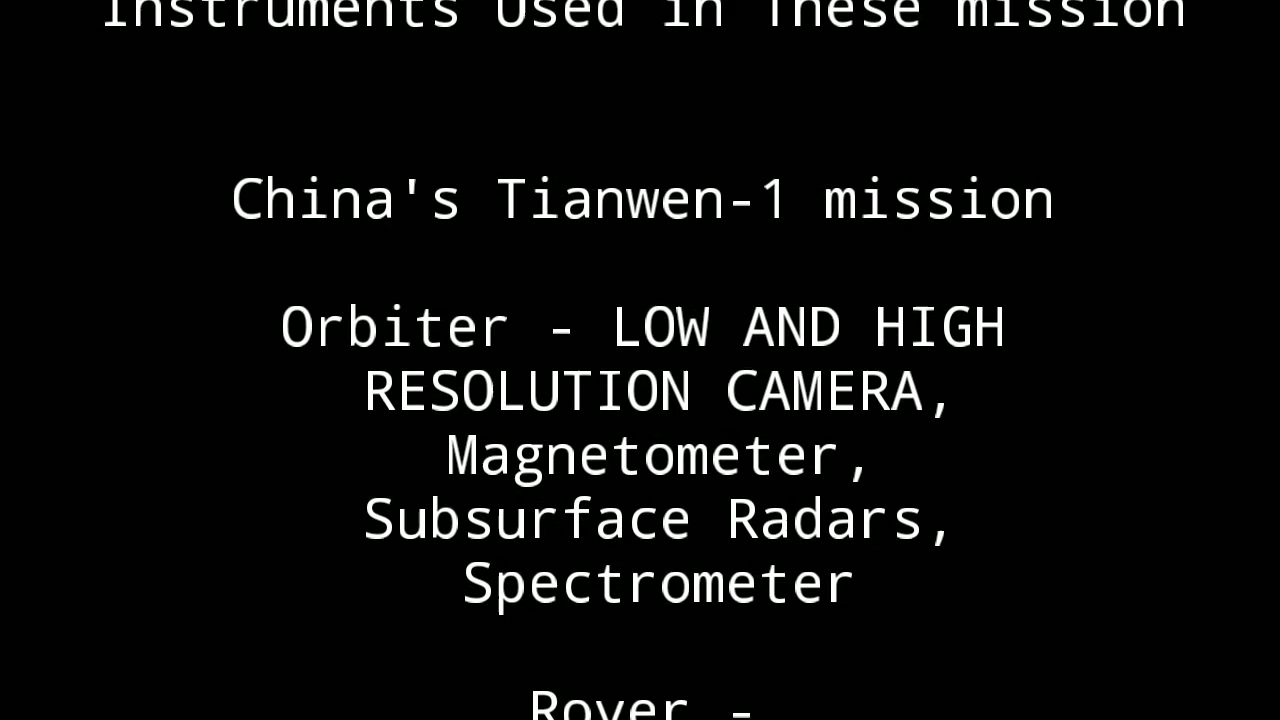 Instruments Used in These mission
China's Tianwen-1 mission
Orbiter - LOW AND HIGH
RESOLUTION CAMERA,
Magnetometer,
Subsurface Radars,
Spectrometer
Rover -